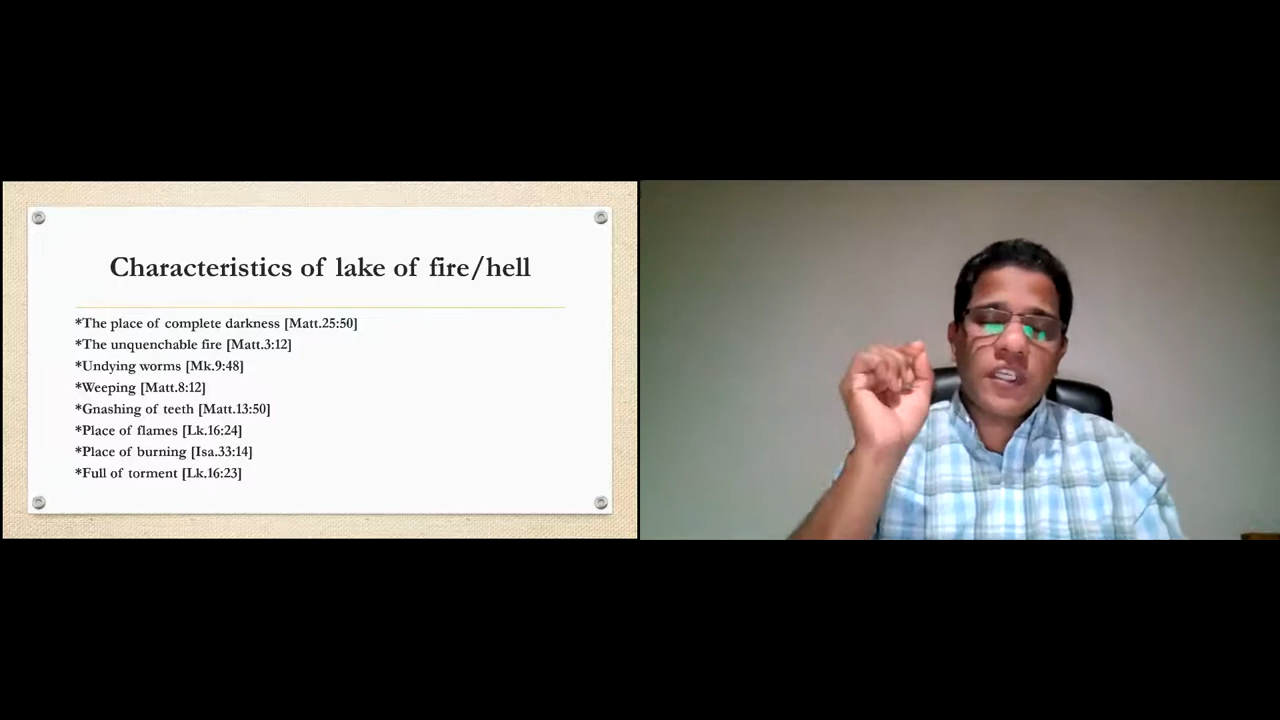 Characteristics of lake of fire/hell
*The place of complete darkness [Matt.25:50]
*The unquenchable fire [Matt.3:12]
*Undying worms [Mk.9:48]
*Weeping [Matt.8:12]
*Gnashing of teeth [Matt.13:50]
*Place of flames [Lk.16:24]
*Place of burning [Isa.33:14]
*Full of torment [Lk.16:23]